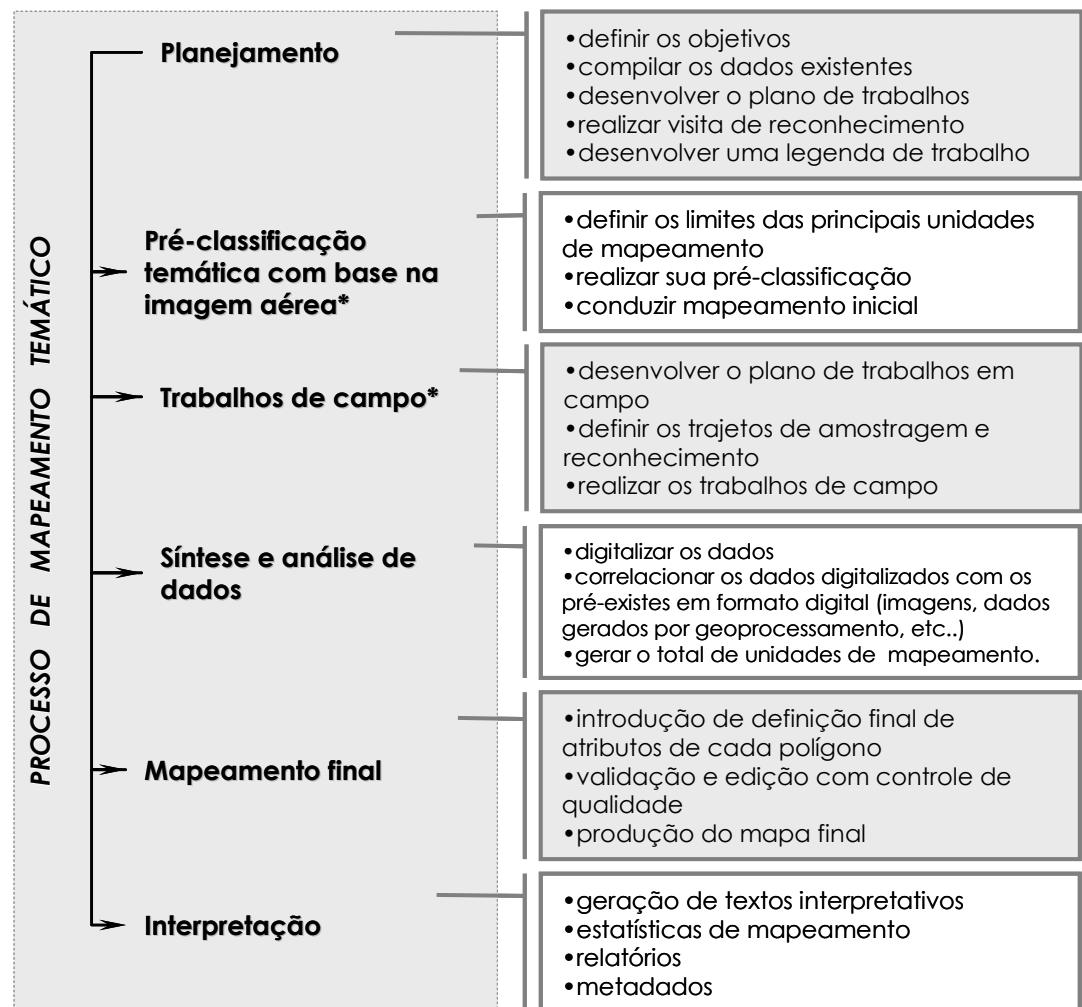 PROCESSO DE MAPEAMENTO TEMÁTICO
Planejamento
•definir os objetivos
•compilar os dados existentes
•desenvolver o plano de trabalhos
•realizar visita de reconhecimento
•desenvolver uma legenda de trabalho
Pré-classificação
temática com base na
imagem aérea*
•definir os limites das principais unidades
de mapeamento
•realizar sua pré-classificação
•conduzir mapeamento inicial
Trabalhos de campo*
•desenvolver o plano de trabalhos em
campo
•definir os trajetos de amostragem e
reconhecimento
•realizar os trabalhos de campo
Síntese e análise de
dados
•digitalizar os dados
•correlacionar os dados digitalizados com os
pré-existes em formato digital (imagens, dados
gerados por geoprocessamento, etc..)
•gerar o total de unidades de mapeamento.
Mapeamento final
•introdução de definição final de
atributos de cada polígono
•validação e edição com controle de
qualidade
•produção do mapa final
Interpretação
•geração de textos interpretativos
•estatísticas de mapeamento
•relatórios
•metadados